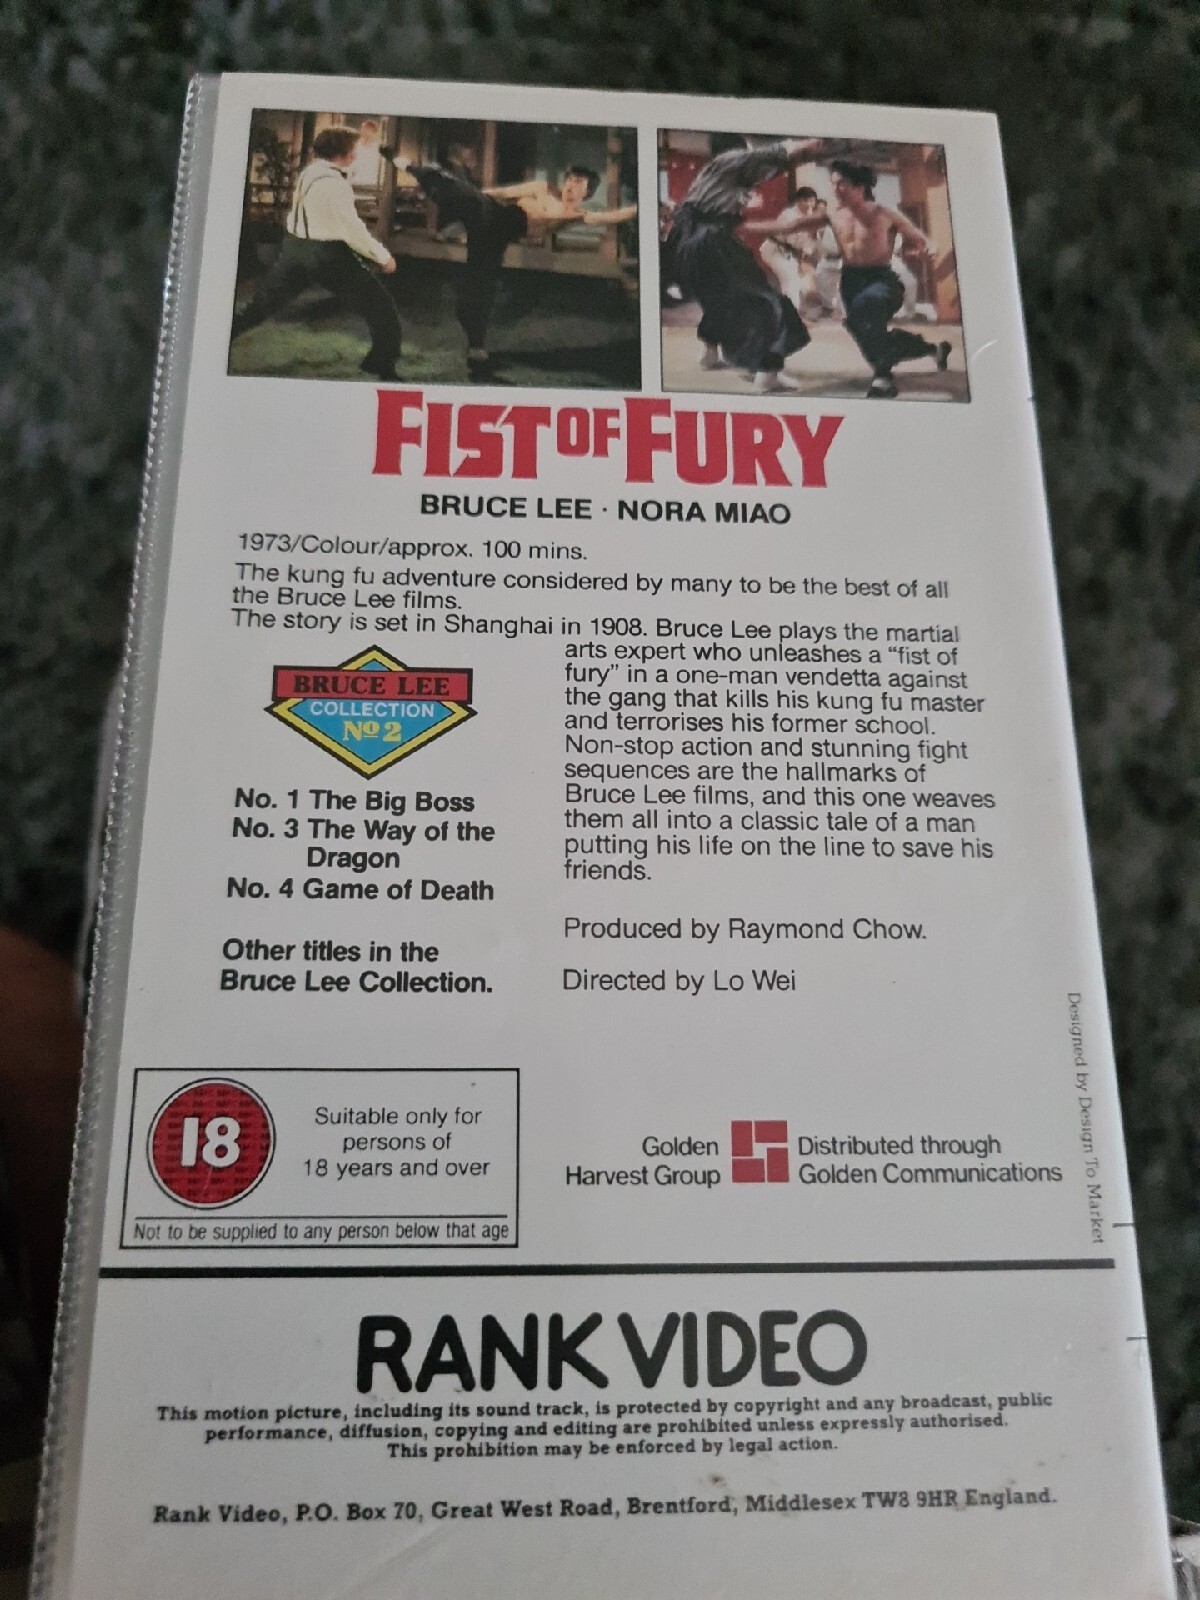 FIST OF FURY
BRUCE LEE · NORA MIAO
1973/Colour/approx. 100 mins.
The kung fu adventure considered by many to be the best of all
the Bruce Lee films.
The story is set in Shanghai in 1908. Bruce Lee plays the martial
arts expert who unleashes a "fist of
fury" in a one-man vendetta against
the gang that kills his kung fu master
and terrorises his former school.
Non-stop action and stunning fight
sequences are the hallmarks of
Bruce Lee films, and this one weaves
them all into a classic tale of a man
putting his life on the line to save his
friends.
BRUCE LEE
COLLECTION
Nº 2
No. 1 The Big Boss
No. 3 The Way of the
Dragon
No. 4 Game of Death
Other titles in the
Bruce Lee Collection.
Produced by Raymond Chow.
Directed by Lo Wei
Designed by Design To Market
18
Suitable only for
persons of
18 years and over
Not to be supplied to any person below that age
Golden
Harvest Group
Distributed through
Golden Communications
RANK VIDEO
This motion picture, including its sound track, is protected by copyright and any broadcast, public
performance, diffusion, copying and editing are prohibited unless expressly authorised.
This prohibition may be enforced by legal action.
Rank Video, P.O. Box 70, Great West Road, Brentford, Middlesex TW8 9HR England.